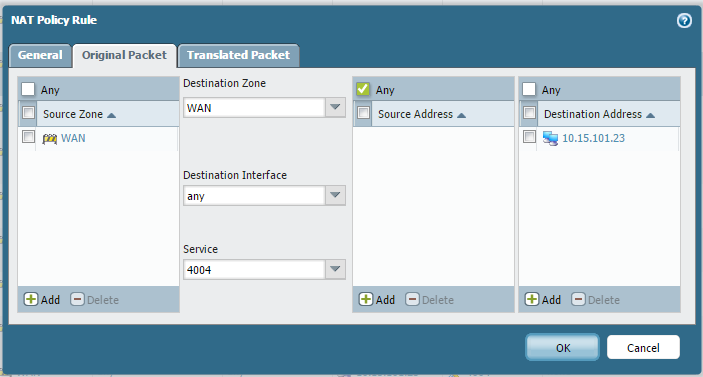 NAT Policy Rule
General
Original Packet
Translated Packet
Any
Source Zone
WAN
Add
Delete
Destination Zone
WAN
Destination Interface
any
Service
4004
Any
Source Address
Add
Delete
Any
Destination Address
10.15.101.23
Add
Delete
OK
Cancel